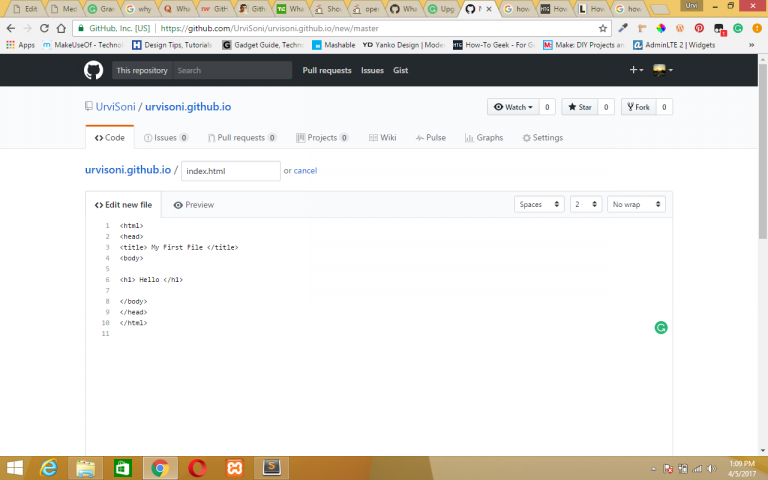 Edit
Med
Gran
why
Wha
GitH
Gith
Wha
Sho
ope
Wha
Upg
N
how
How
How
how
Urvi
GitHub, Inc. [US] https://github.com/UrviSoni/urvisoni.github.io/new/master
Apps MakeUseOf - Technol Design Tips, Tutorials Gadget Guide, Techno Mashable Yanko Design | Mode How-To Geek - For G Make: DIY Projects an AdminLTE 2 | Widgets
This repository Search Pull requests Issues Gist
UrviSoni / urvisoni.github.io
Watch 0 Star 0 Fork 0
Code Issues 0 Pull requests 0 Projects 0 Wiki Pulse Graphs Settings
urvisoni.github.io / index.html or cancel
Edit new file Preview Spaces 2 No wrap
1 <html>
2 <head>
3 <title> My First File </title>
4 <body>
5
6 <h1> Hello </h1>
7
8 </body>
9 </head>
10 </html>
11
1:09 PM
4/5/2017